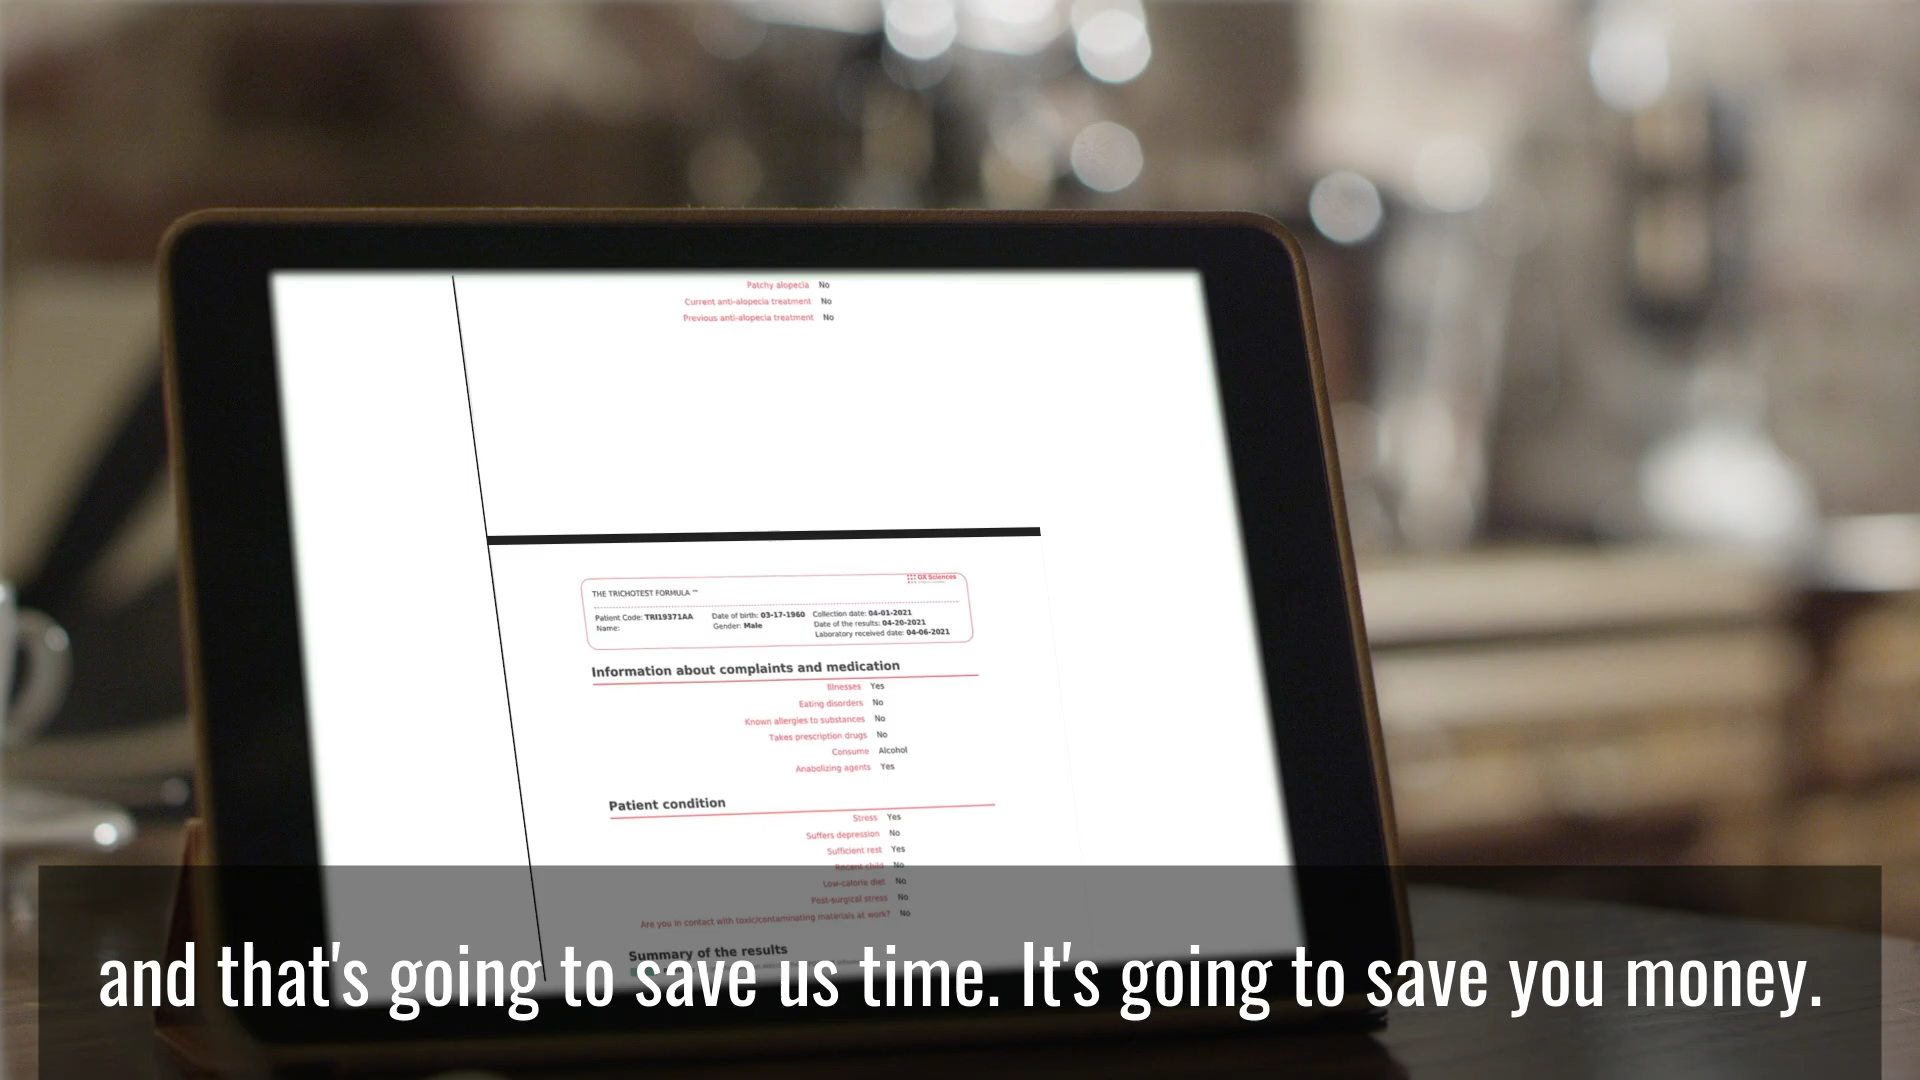 Patchy alopecia No
Current anti-alopecia treatment No
Previous anti-alopecia treatment No
GX Sciences
THE TRICHOTEST FORMULA ™
Patient Code: TRI19371AA Date of birth: 03-17-1960 Collection date: 04-01-2021
Name: Gender: Male Date of the results: 04-20-2021
Laboratory received date: 04-06-2021
Information about complaints and medication
Illnesses Yes
Eating disorders No
Known allergies to substances No
Takes prescription drugs No
Consume Alcohol
Anabolizing agents Yes
Patient condition
Stress Yes
Suffers depression No
Sufficient rest Yes
Recent child No
Low-calorie diet No
Post-surgical stress No
Are you in contact with toxic/contaminating materials at work? No
Summary of the results
and that's going to save us time. It's going to save you money.